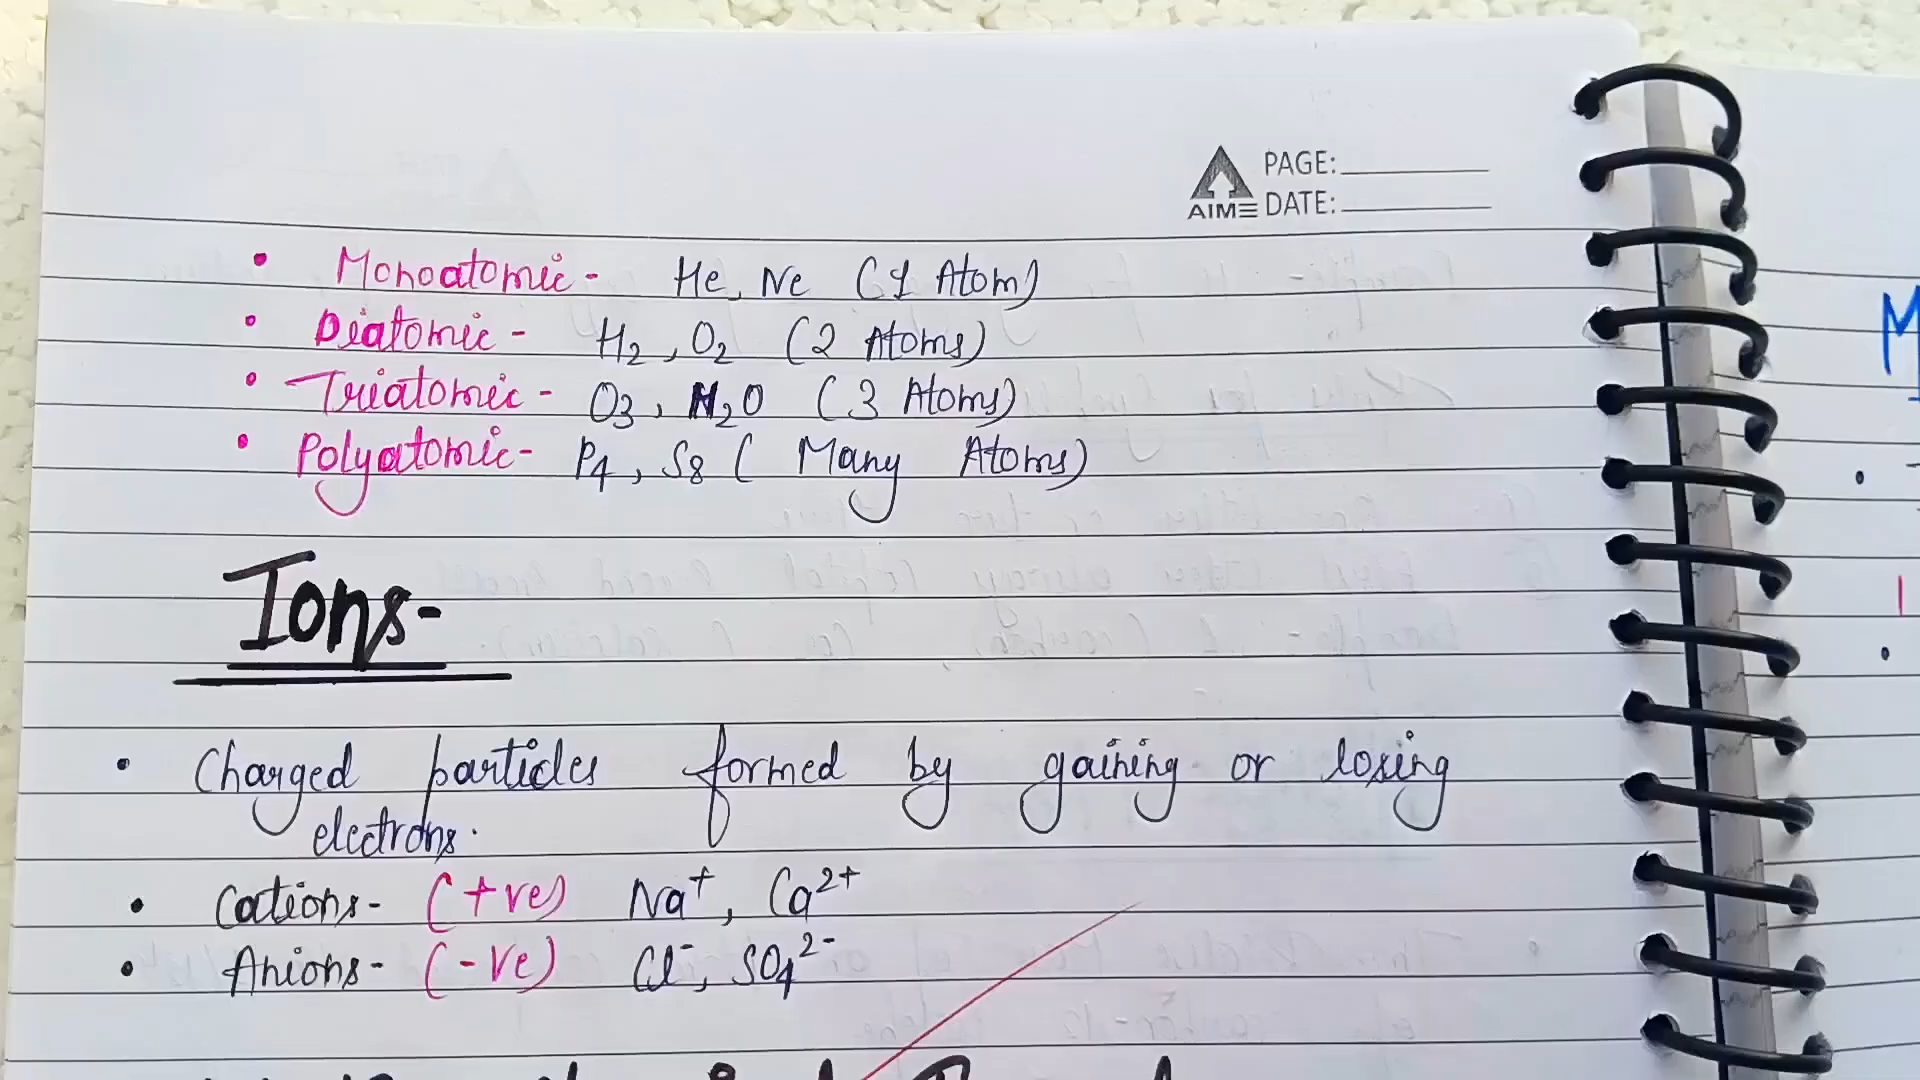 PAGE:
AIME DATE:
• Monoatomic - He, Ne (1 Atom)
• Diatomic - H₂, O₂ (2 Atoms)
• Triatomic - O₃, H₂O (3 Atoms)
• Polyatomic - P₄, S₈ (Many Atoms)
Ions-
• Charged particles formed by gaining or losing
electrons.
• Cations- (+ve) Na⁺, Ca²⁺
• Anions- (-ve) Cl⁻, SO₄²⁻